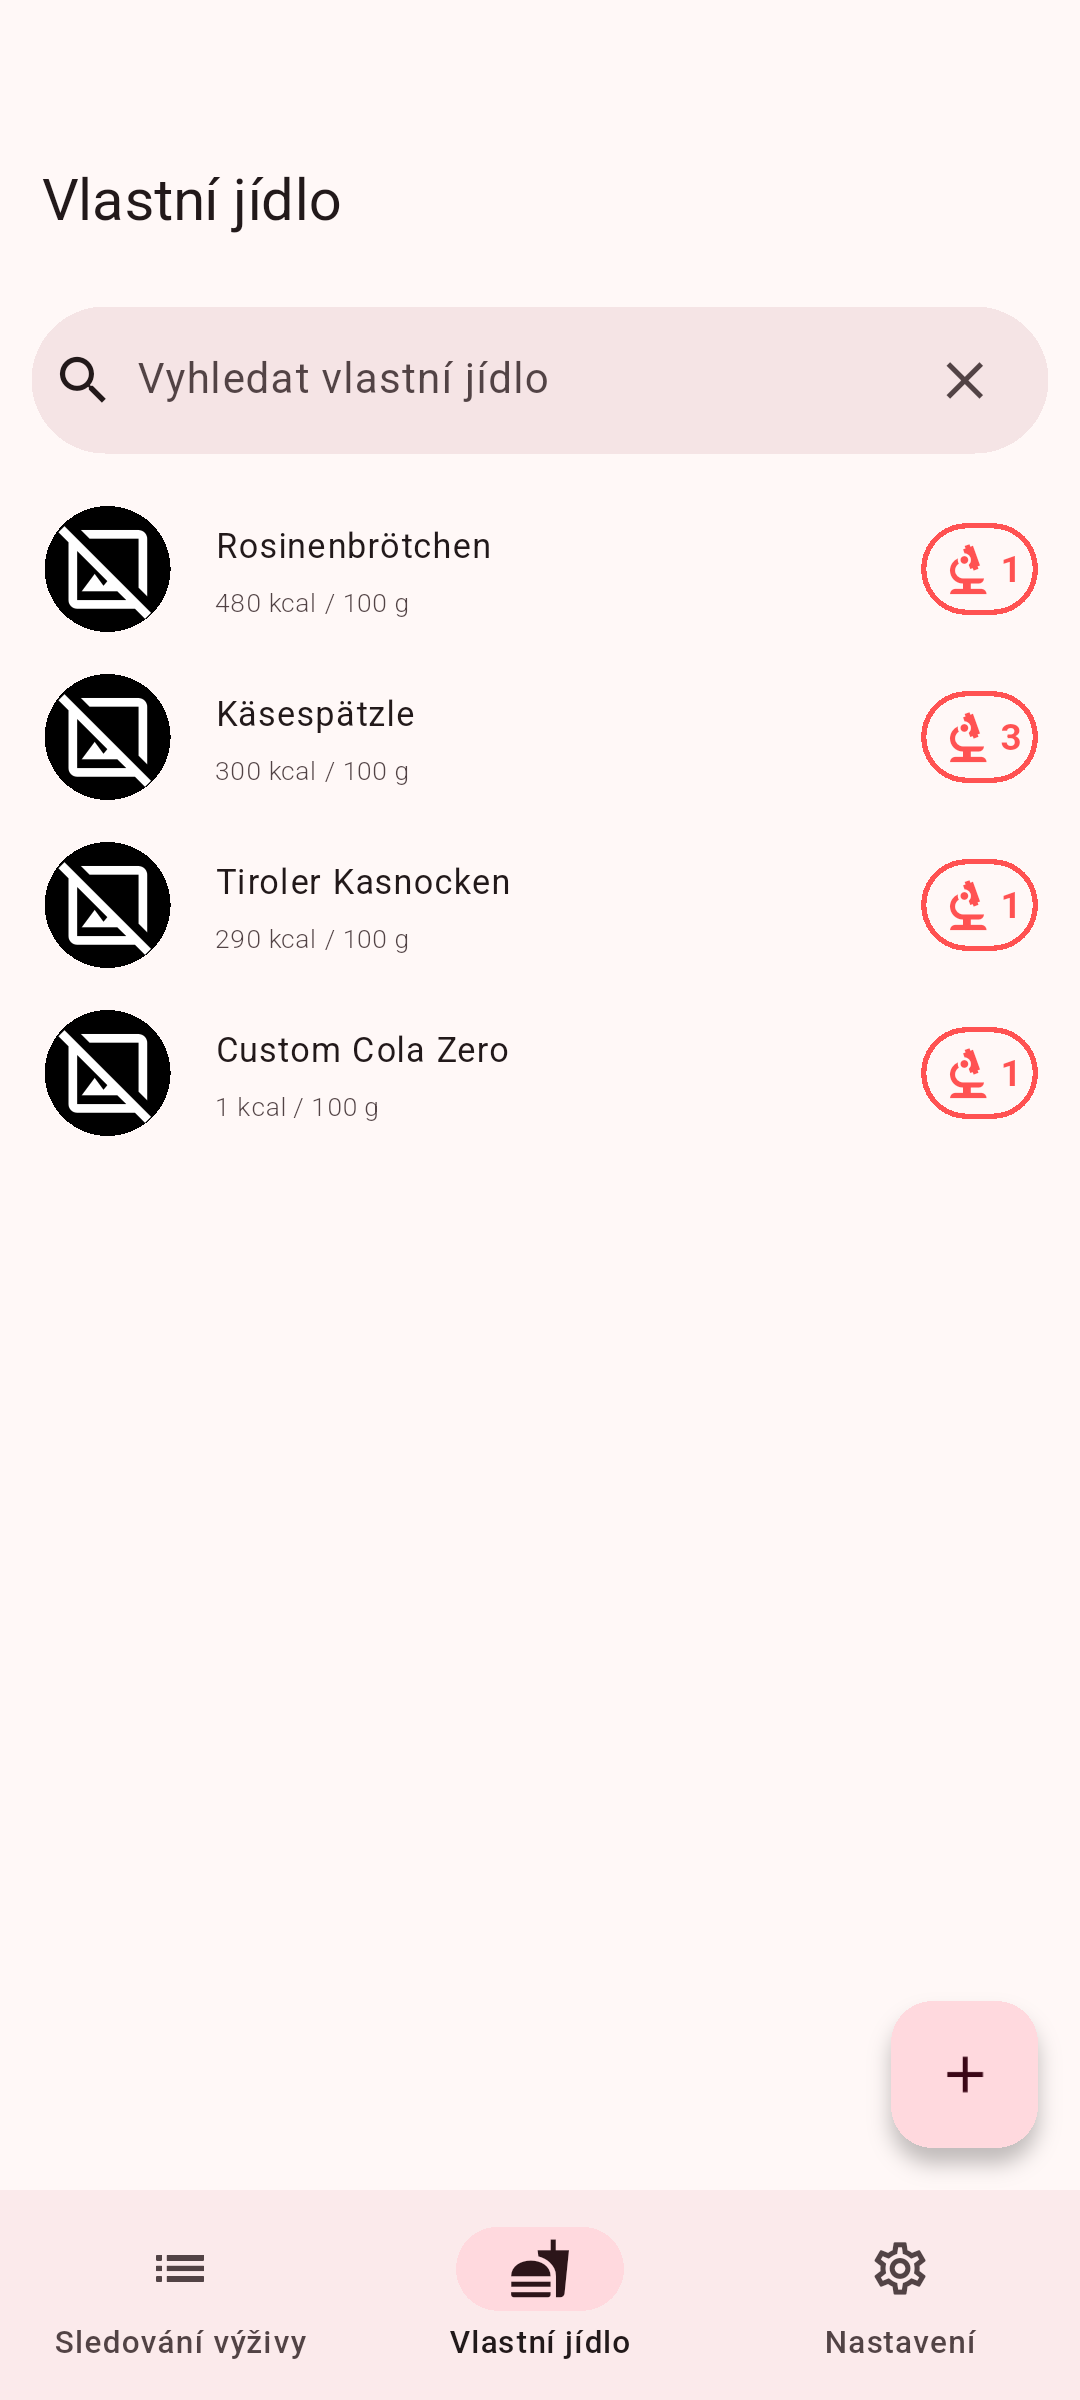 Vlastní jídlo
Vyhledat vlastní jídlo
Rosinenbrötchen
480 kcal / 100 g
1
Käsespätzle
300 kcal / 100 g
3
Tiroler Kasnocken
290 kcal / 100 g
1
Custom Cola Zero
1 kcal / 100 g
1
Sledování výživy
Vlastní jídlo
Nastavení